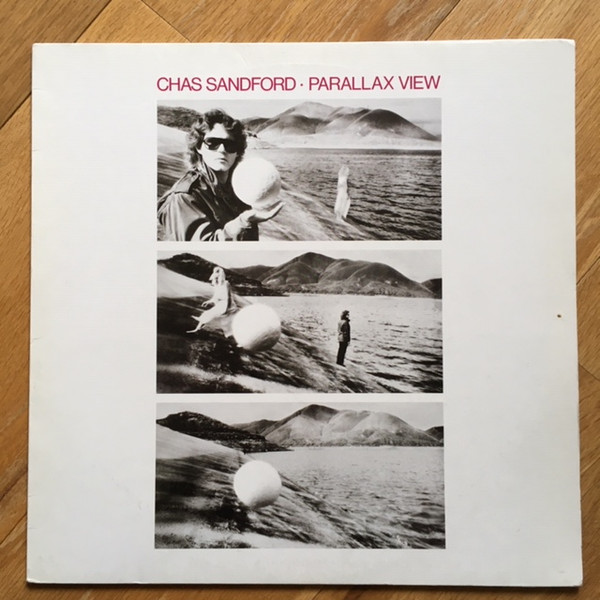 CHAS SANDFORD · PARALLAX VIEW